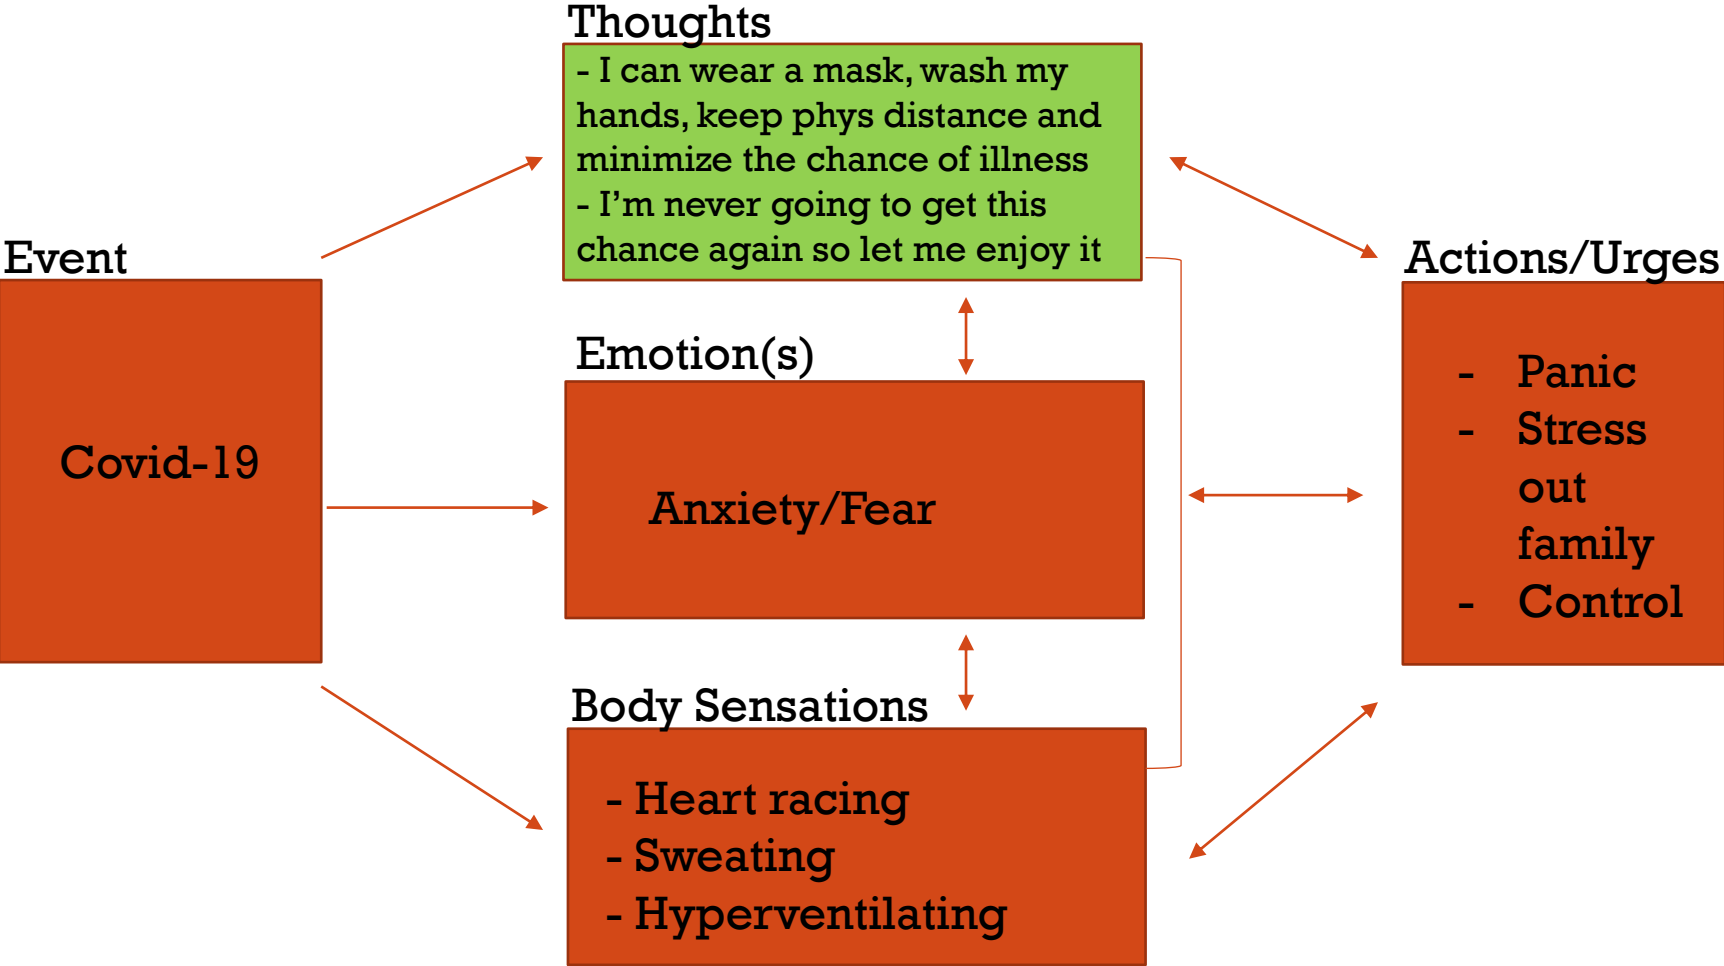 Thoughts
- I can wear a mask, wash my
hands, keep phys distance and
minimize the chance of illness
- I’m never going to get this
chance again so let me enjoy it
Event
Covid-19
Emotion(s)
Anxiety/Fear
Body Sensations
- Heart racing
- Sweating
- Hyperventilating
Actions/Urges
- Panic
- Stress
out
family
- Control